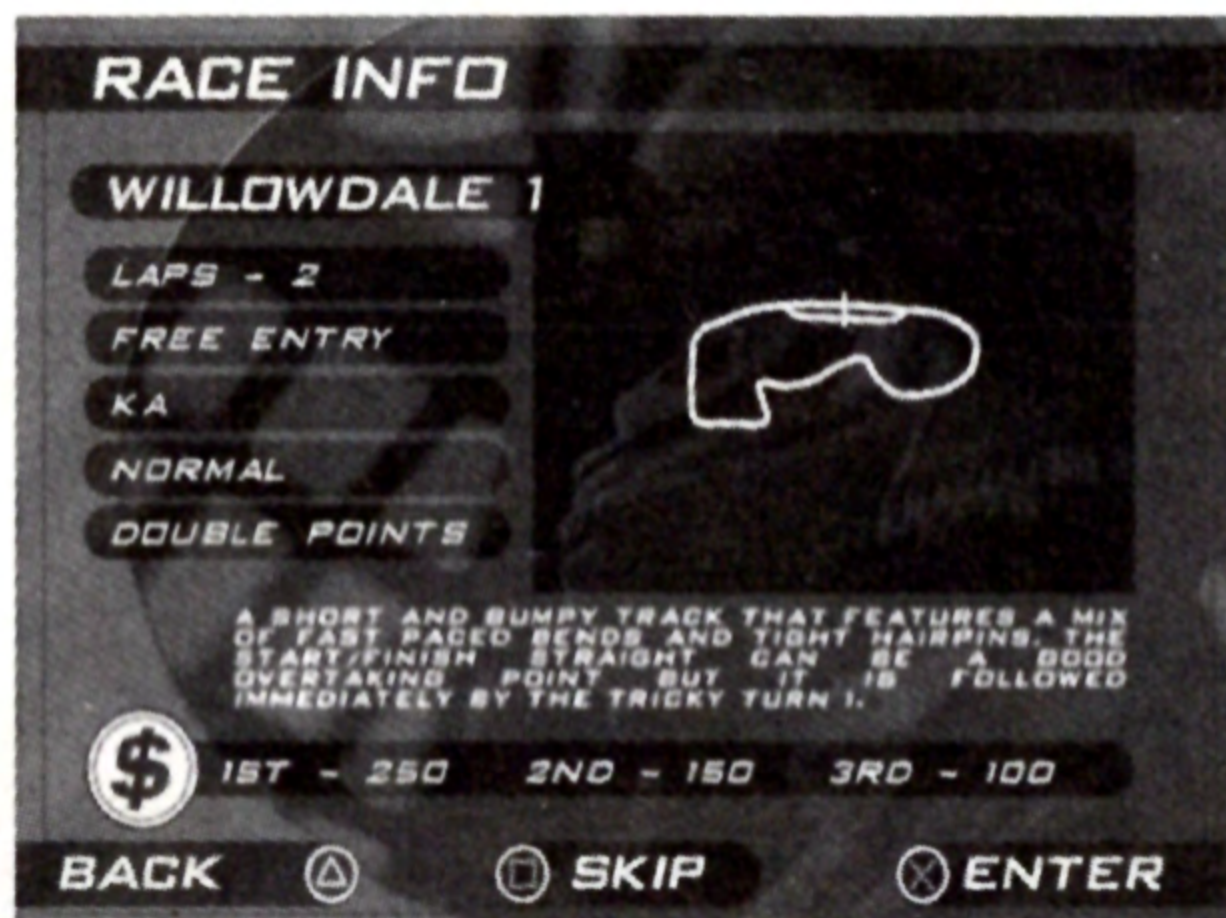 RACE INFO
WILLOWDALE 1
LAPS - 2
FREE ENTRY
KA
NORMAL
DOUBLE POINTS
A SHORT AND BUMPY TRACK THAT FEATURES A MIX
OF FAST PACED BENDS AND TIGHT HAIRPINS. THE
START/FINISH STRAIGHT CAN BE A GOOD
OVERTAKING POINT BUT IT IS FOLLOWED
IMMEDIATELY BY THE TRICKY TURN 1.
$ 1ST - 250 2ND - 150 3RD - 100
BACK SKIP ENTER